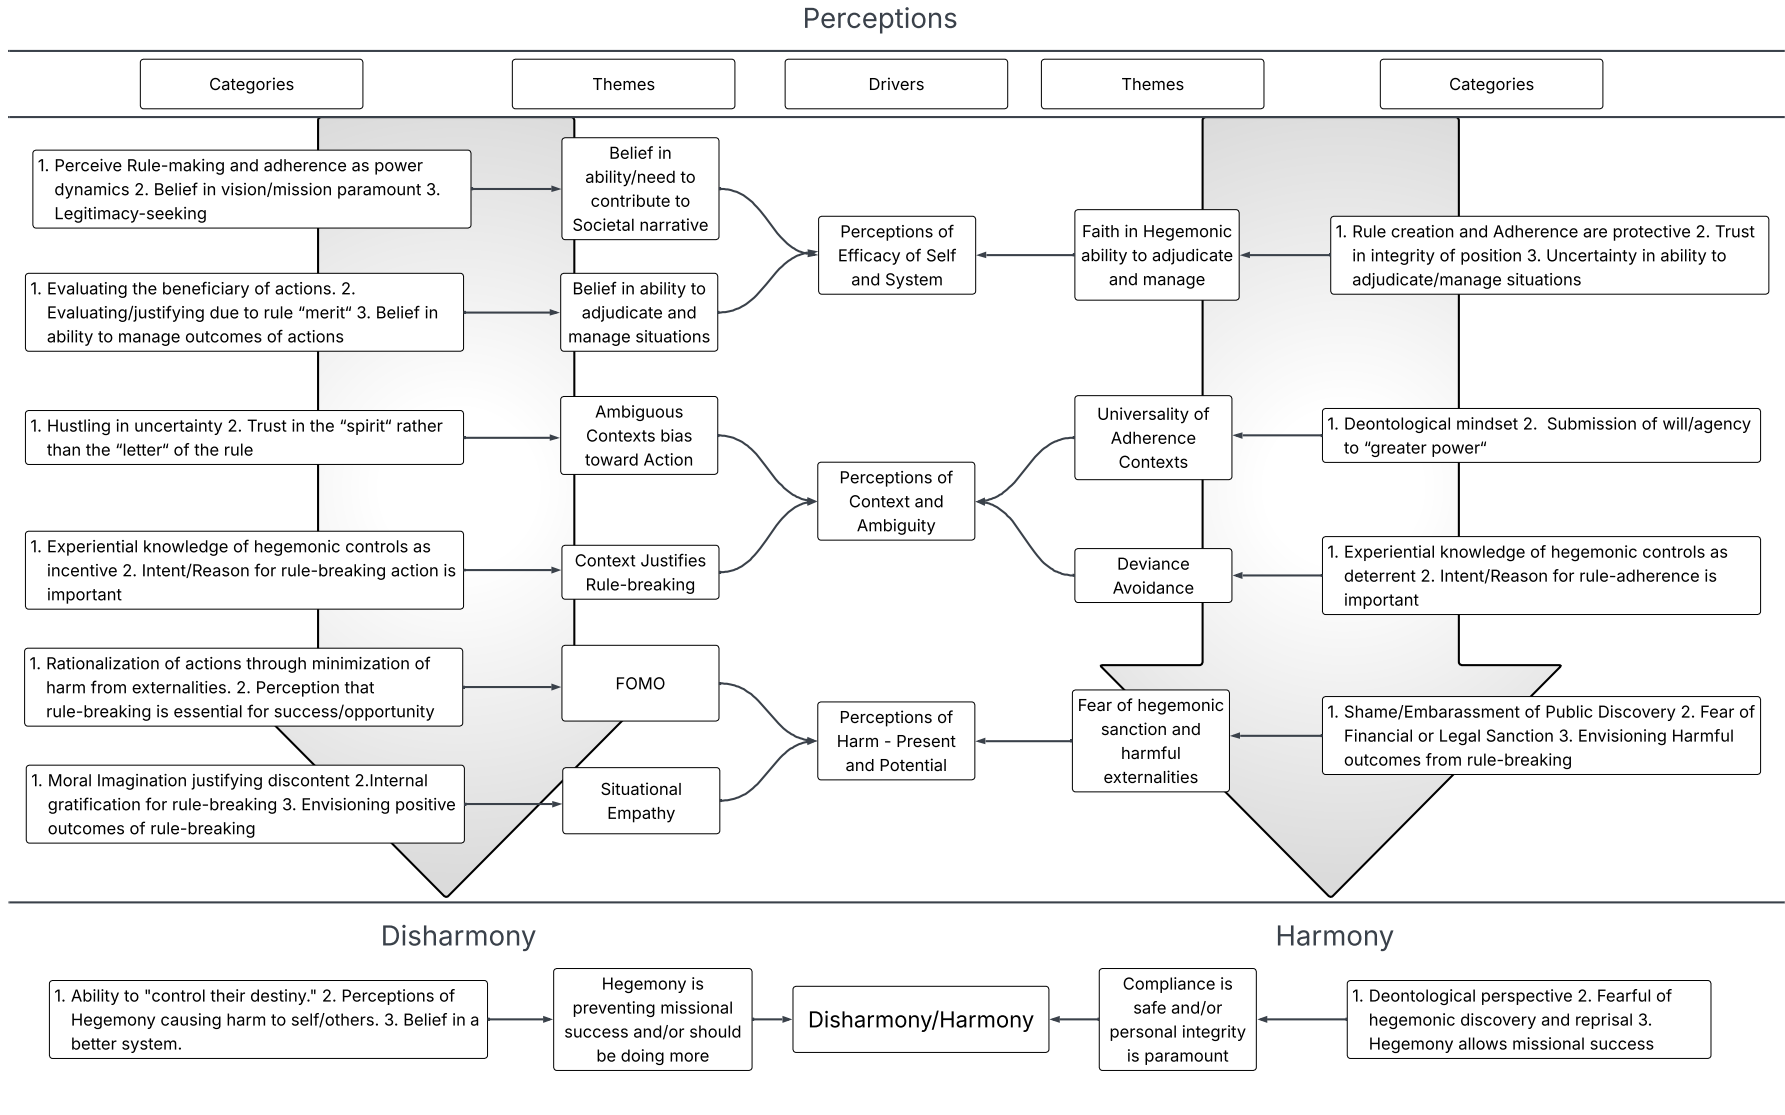 Perceptions
Categories
Themes
Drivers
Themes
Categories
1. Perceive Rule-making and adherence as power
dynamics 2. Belief in vision/mission paramount 3.
Legitimacy-seeking
Belief in
ability/need to
contribute to
Societal narrative
1. Evaluating the beneficiary of actions. 2.
Evaluating/justifying due to rule “merit“ 3. Belief in
ability to manage outcomes of actions
Belief in ability to
adjudicate and
manage situations
Perceptions of
Efficacy of Self
and System
Faith in Hegemonic
ability to adjudicate
and manage
1. Rule creation and Adherence are protective 2. Trust
in integrity of position 3. Uncertainty in ability to
adjudicate/manage situations
1. Hustling in uncertainty 2. Trust in the “spirit“ rather
than the “letter“ of the rule
Ambiguous
Contexts bias
toward Action
1. Experiential knowledge of hegemonic controls as
incentive 2. Intent/Reason for rule-breaking action is
important
Context Justifies
Rule-breaking
Perceptions of
Context and
Ambiguity
Universality of
Adherence
Contexts
1. Deontological mindset 2.  Submission of will/agency
to “greater power“
Deviance
Avoidance
1. Experiential knowledge of hegemonic controls as
deterrent 2. Intent/Reason for rule-adherence is
important
1. Rationalization of actions through minimization of
harm from externalities. 2. Perception that
rule-breaking is essential for success/opportunity
FOMO
1. Moral Imagination justifying discontent 2.Internal
gratification for rule-breaking 3. Envisioning positive
outcomes of rule-breaking
Situational
Empathy
Perceptions of
Harm - Present
and Potential
Fear of hegemonic
sanction and
harmful
externalities
1. Shame/Embarassment of Public Discovery 2. Fear of
Financial or Legal Sanction 3. Envisioning Harmful
outcomes from rule-breaking
Disharmony
Harmony
1. Ability to "control their destiny." 2. Perceptions of
Hegemony causing harm to self/others. 3. Belief in a
better system.
Hegemony is
preventing missional
success and/or should
be doing more
Disharmony/Harmony
Compliance is
safe and/or
personal integrity
is paramount
1. Deontological perspective 2. Fearful of
hegemonic discovery and reprisal 3.
Hegemony allows missional success